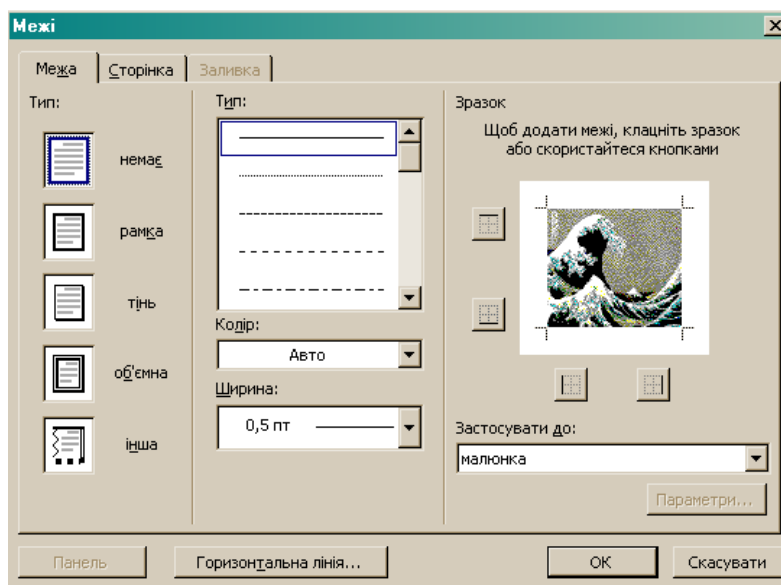 Межі
Межа
Сторінка
Заливка
Тип:
немає
рамка
тінь
об'ємна
інша
Тип:
Колір:
Авто
Ширина:
0,5 пт
Зразок
Щоб додати межі, клацніть зразок
або скористайтеся кнопками
Застосувати до:
малюнка
Параметри...
Панель
Горизонтальна лінія...
ОК
Скасувати